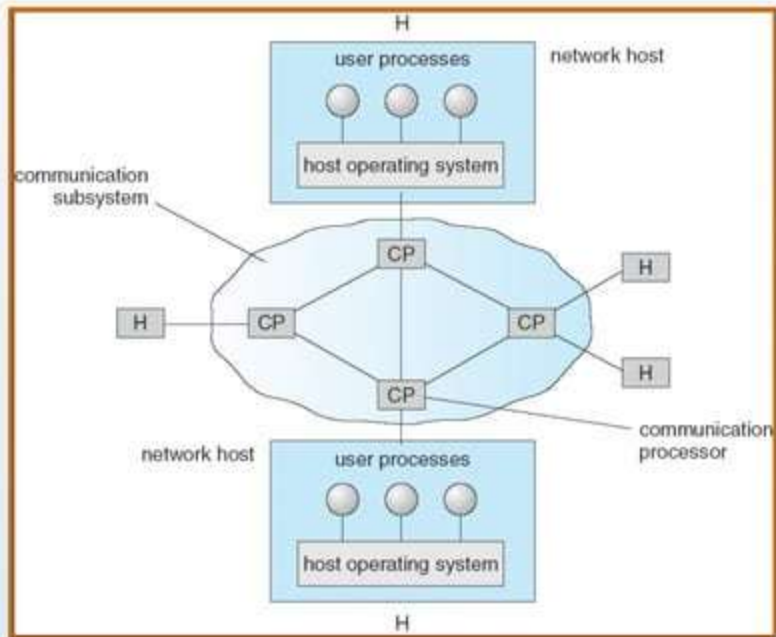 H
user processes
network host
host operating system
communication
subsystem
CP
H
H
CP
CP
H
CP
communication
processor
network host
user processes
host operating system
H